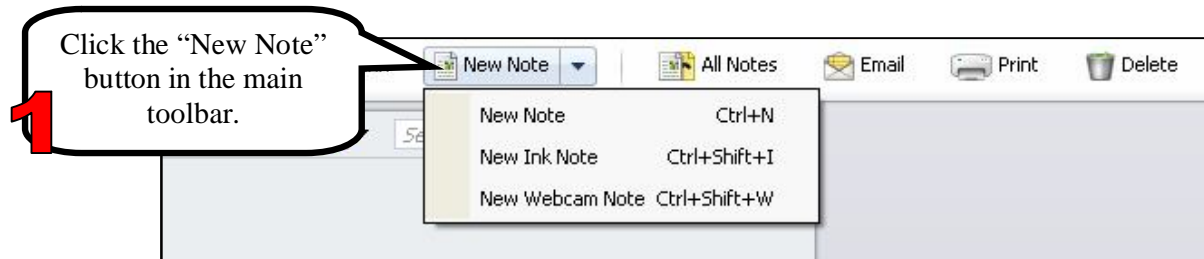 Click the “New Note”
button in the main
toolbar.
1
New Note
All Notes
Email
Print
Delete
New Note Ctrl+N
New Ink Note Ctrl+Shift+I
New Webcam Note Ctrl+Shift+W